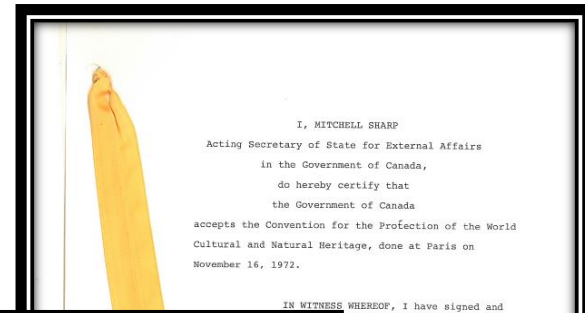 I, MITCHELL SHARP
Acting Secretary of State for External Affairs
in the Government of Canada,
do hereby certify that
the Government of Canada
accepts the Convention for the Protection of the World
Cultural and Natural Heritage, done at Paris on
November 16, 1972.
IN WITNESS WHEREOF, I have signed and